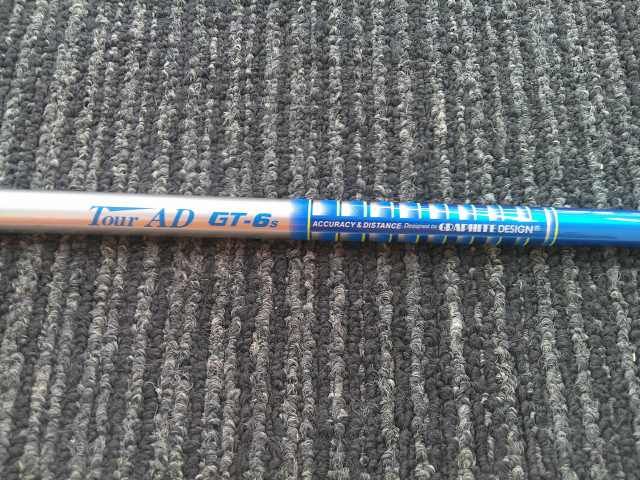 Tour AD GT-6s
ACCURACY & DISTANCE Designed by GRAPHITE DESIGN